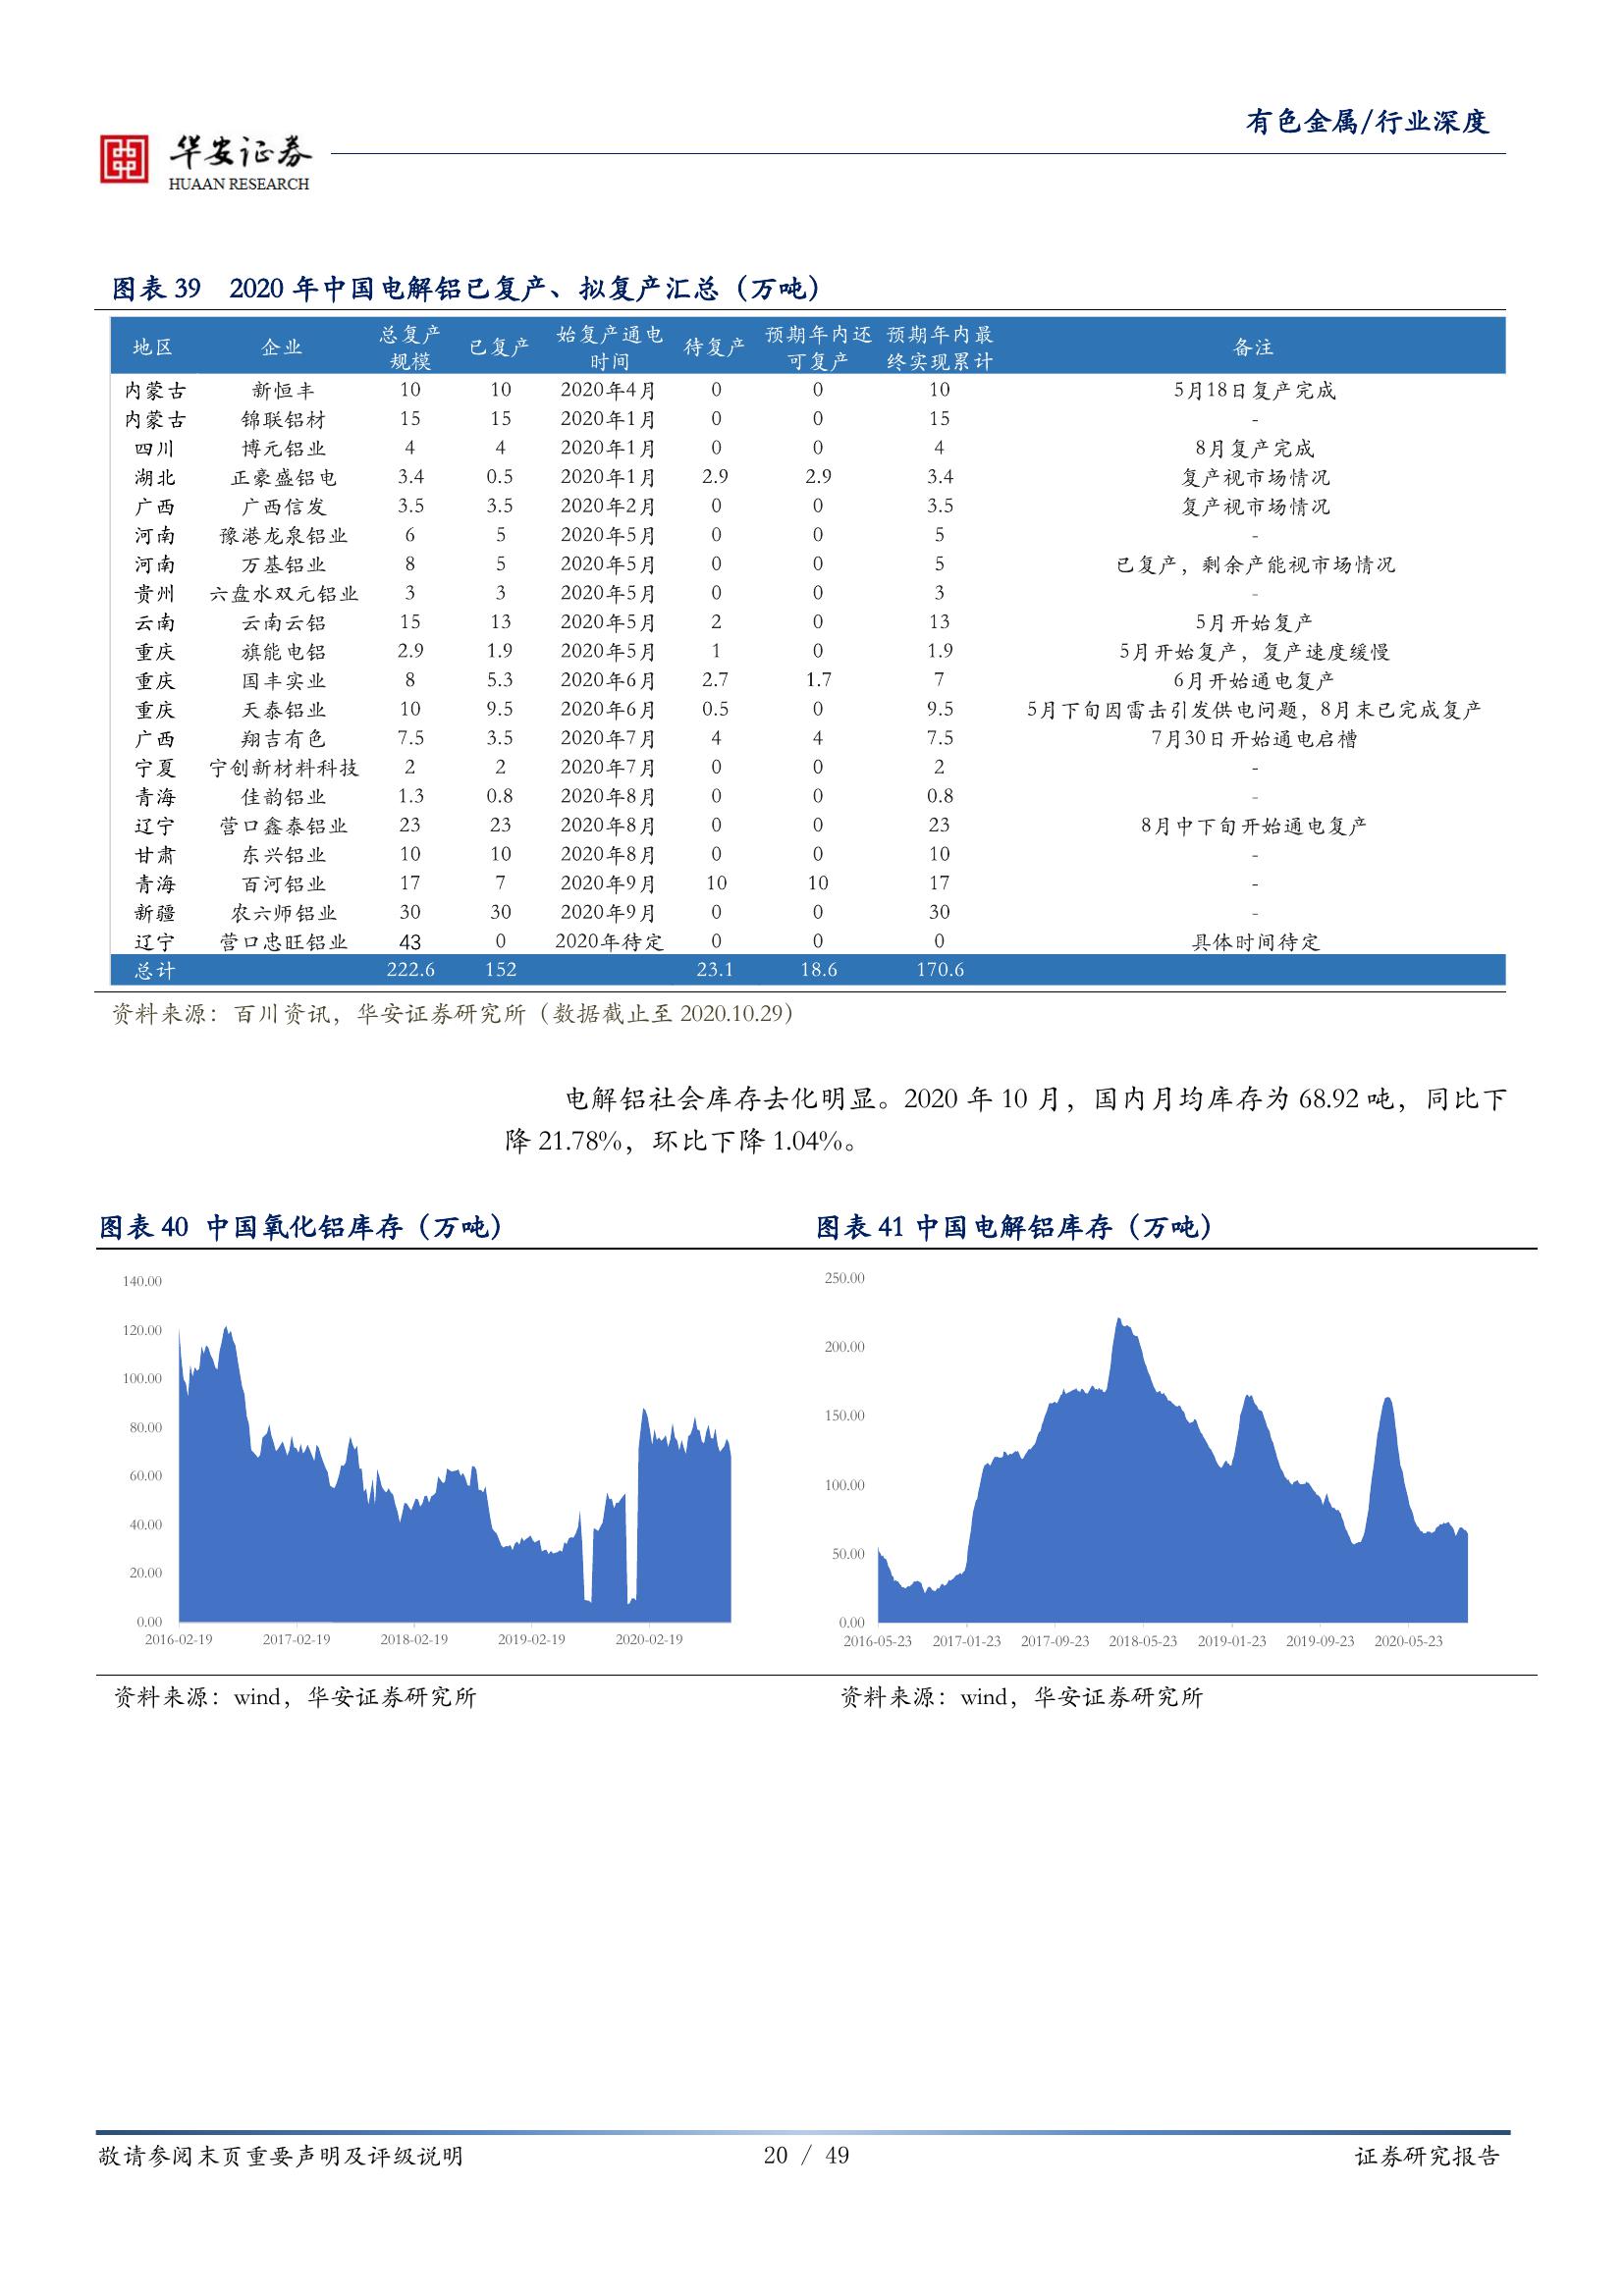 有色金属/行业深度
华安证券
HUAAN RESEARCH
图表 39 2020 年中国电解铝已复产、拟复产汇总（万吨）
地区 企业 总复产规模 已复产 始复产通电时间 待复产 预期年内还可复产 预期年内最终实现累计 备注
内蒙古 新恒丰 10 10 2020年4月 0 0 10 5月18日复产完成
内蒙古 锦联铝材 15 15 2020年1月 0 0 15 -
四川 博元铝业 4 4 2020年1月 0 0 4 8月复产完成
湖北 正豪盛铝电 3.4 0.5 2020年1月 2.9 2.9 3.4 复产视市场情况
广西 广西信发 3.5 3.5 2020年2月 0 0 3.5 复产视市场情况
河南 豫港龙泉铝业 6 5 2020年5月 0 0 5 -
河南 万基铝业 8 5 2020年5月 0 0 5 已复产，剩余产能视市场情况
贵州 六盘水双元铝业 3 3 2020年5月 0 0 3 -
云南 云南云铝 15 13 2020年5月 2 0 13 5月开始复产
重庆 旗能电铝 2.9 1.9 2020年5月 1 0 1.9 5月开始复产，复产速度缓慢
重庆 国丰实业 8 5.3 2020年6月 2.7 1.7 7 6月开始通电复产
重庆 天泰铝业 10 9.5 2020年6月 0.5 0 9.5 5月下旬因雷击引发供电问题，8月末已完成复产
广西 翔吉有色 7.5 3.5 2020年7月 4 4 7.5 7月30日开始通电启槽
宁夏 宁创新材料科技 2 2 2020年7月 0 0 2 -
青海 佳韵铝业 1.3 0.8 2020年8月 0 0 0.8 -
辽宁 营口鑫泰铝业 23 23 2020年8月 0 0 23 8月中下旬开始通电复产
甘肃 东兴铝业 10 10 2020年8月 0 0 10 -
青海 百河铝业 17 7 2020年9月 10 10 17 -
新疆 农六师铝业 30 30 2020年9月 0 0 30 -
辽宁 营口忠旺铝业 43 0 2020年待定 0 0 0 具体时间待定
总计 222.6 152 23.1 18.6 170.6
资料来源：百川资讯，华安证券研究所（数据截止至 2020.10.29）
电解铝社会库存去化明显。2020 年 10 月，国内月均库存为 68.92 吨，同比下
降 21.78%，环比下降 1.04%。
图表 40 中国氧化铝库存（万吨）
140.00
120.00
100.00
80.00
60.00
40.00
20.00
0.00
2016-02-19 2017-02-19 2018-02-19 2019-02-19 2020-02-19
资料来源：wind，华安证券研究所
图表 41 中国电解铝库存（万吨）
250.00
200.00
150.00
100.00
50.00
0.00
2016-05-23 2017-01-23 2017-09-23 2018-05-23 2019-01-23 2019-09-23 2020-05-23
资料来源：wind，华安证券研究所
敬请参阅末页重要声明及评级说明 20 / 49 证券研究报告